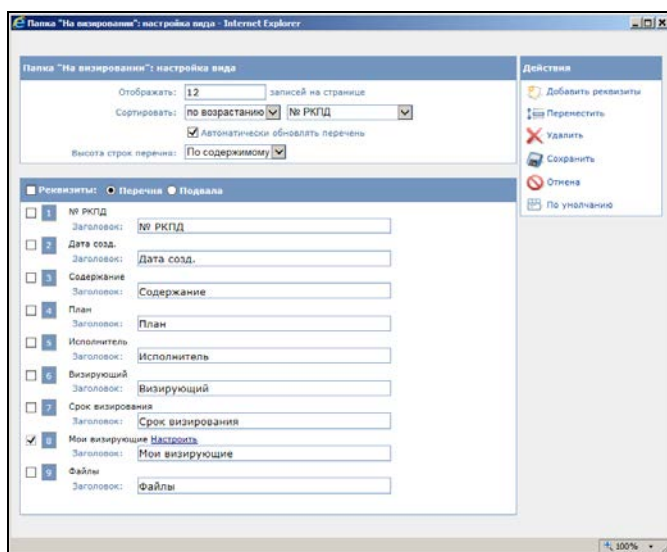 Папка "На визировании": настройка вида - Internet Explorer
Папка "На визировании": настройка вида
Отображать: 12 записей на странице
Сортировать: по возрастанию № РКПД
Автоматически обновлять перечень
Высота строк перечня: По содержимому
Действия
Добавить реквизиты
Переместить
Удалить
Сохранить
Отмена
По умолчанию
Реквизиты: Перечня Подвала
1 № РКПД
Заголовок: № РКПД
2 Дата созд.
Заголовок: Дата созд.
3 Содержание
Заголовок: Содержание
4 План
Заголовок: План
5 Исполнитель
Заголовок: Исполнитель
6 Визирующий
Заголовок: Визирующий
7 Срок визирования
Заголовок: Срок визирования
8 Мои визирующие Настроить
Заголовок: Мои визирующие
9 Файлы
Заголовок: Файлы
100%